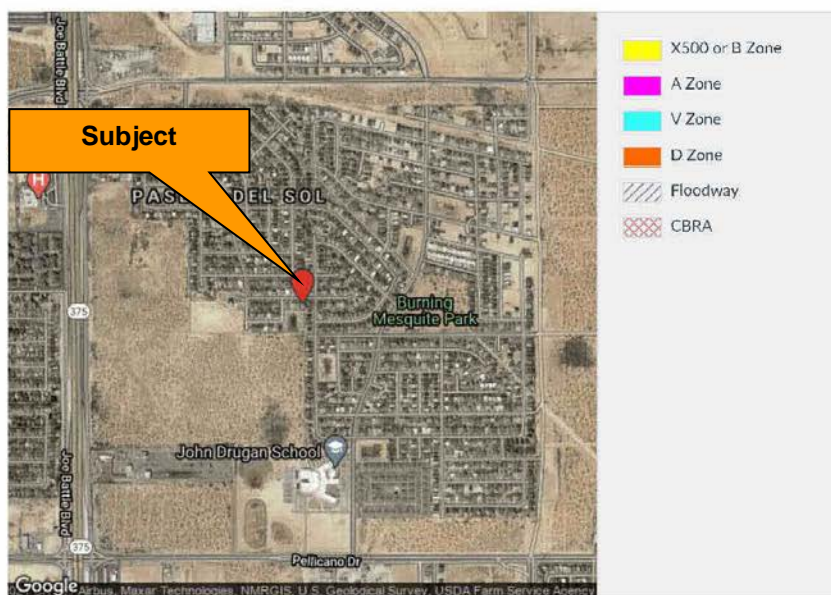 Joe Battle Blvd
Subject
H
PASEO DEL SOL
375
Burning
Mesquite Park
John Drugan School
Joe Battle Blvd
375
Pellicano Dr
Google
Airbus, Maxar Technologies, NMRGIS, U.S. Geological Survey, USDA Farm Service Agency
X500 or B Zone
A Zone
V Zone
D Zone
Floodway
CBRA